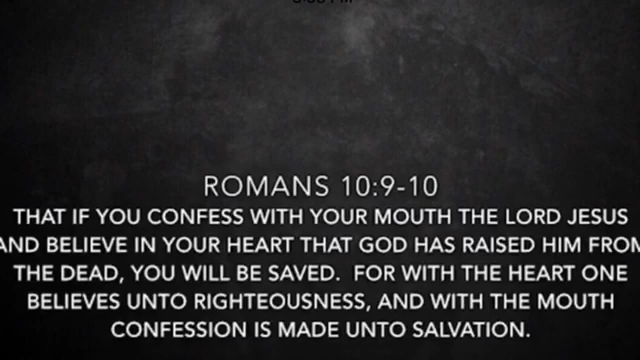 ROMANS 10:9-10
THAT IF YOU CONFESS WITH YOUR MOUTH THE LORD JESUS
AND BELIEVE IN YOUR HEART THAT GOD HAS RAISED HIM FROM
THE DEAD, YOU WILL BE SAVED. FOR WITH THE HEART ONE
BELIEVES UNTO RIGHTEOUSNESS, AND WITH THE MOUTH
CONFESSION IS MADE UNTO SALVATION.